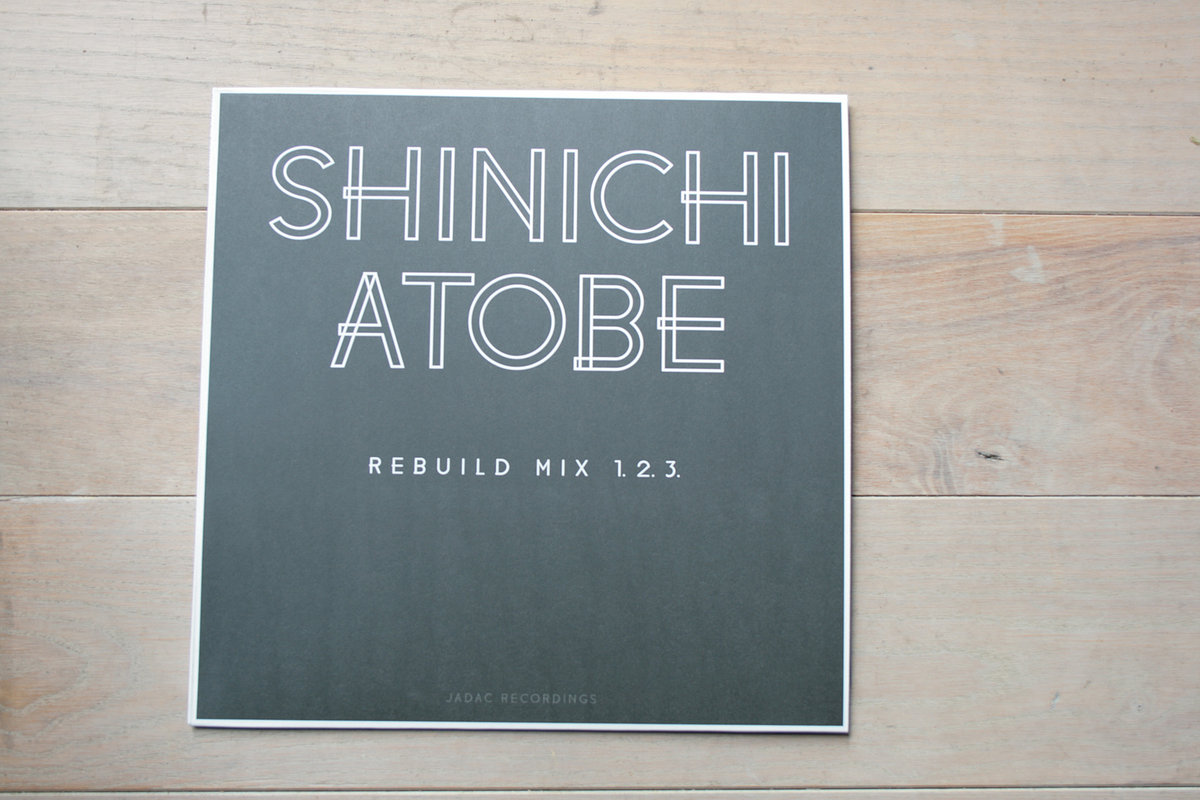 SHINICHI
ATOBE
REBUILD MIX 1. 2. 3.
JADAC RECORDINGS